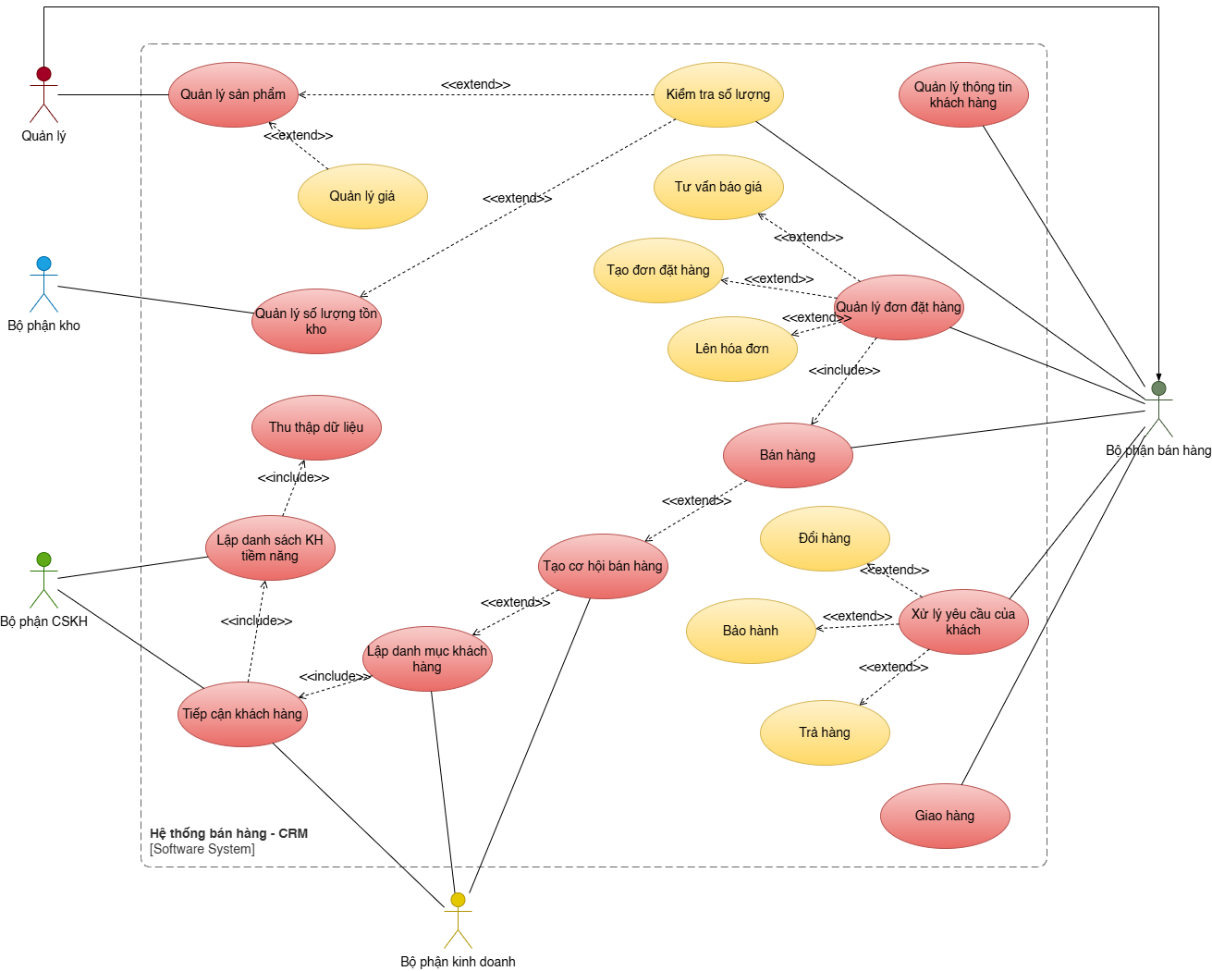 Quản lý sản phẩm
<<extend>>
Kiểm tra số lượng
Quản lý thông tin
khách hàng
Quản lý
<<extend>>
Quản lý giá
<<extend>>
Tư vấn báo giá
<<extend>>
Tạo đơn đặt hàng
<<extend>>
Quản lý đơn đặt hàng
<<extend>>
Bộ phận kho
Quản lý số lượng tồn
kho
Lên hóa đơn
<<include>>
Thu thập dữ liệu
Bán hàng
Bộ phận bán hàng
<<include>>
<<extend>>
Lập danh sách KH
tiềm năng
Đổi hàng
Tạo cơ hội bán hàng
<<extend>>
Bộ phận CSKH
<<include>>
<<extend>>
<<extend>>
Xử lý yêu cầu của
khách
Bảo hành
Lập danh mục khách
hàng
<<include>>
<<extend>>
Tiếp cận khách hàng
Trả hàng
Giao hàng
Hệ thống bán hàng - CRM
[Software System]
Bộ phận kinh doanh